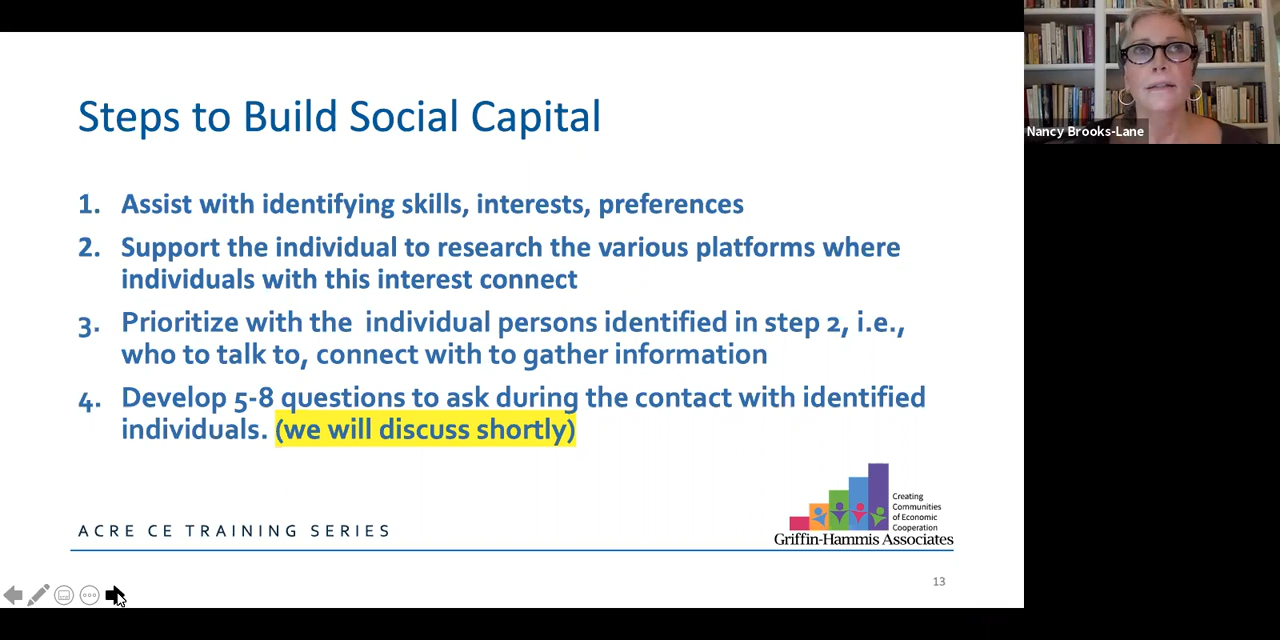 Steps to Build Social Capital
1. Assist with identifying skills, interests, preferences
2. Support the individual to research the various platforms where
individuals with this interest connect
3. Prioritize with the  individual persons identified in step 2, i.e.,
who to talk to, connect with to gather information
4. Develop 5-8 questions to ask during the contact with identified
individuals. (we will discuss shortly)
ACRE CE TRAINING SERIES
Creating
Communities
of Economic
Cooperation
Griffin-Hammis Associates
13
Nancy Brooks-Lane